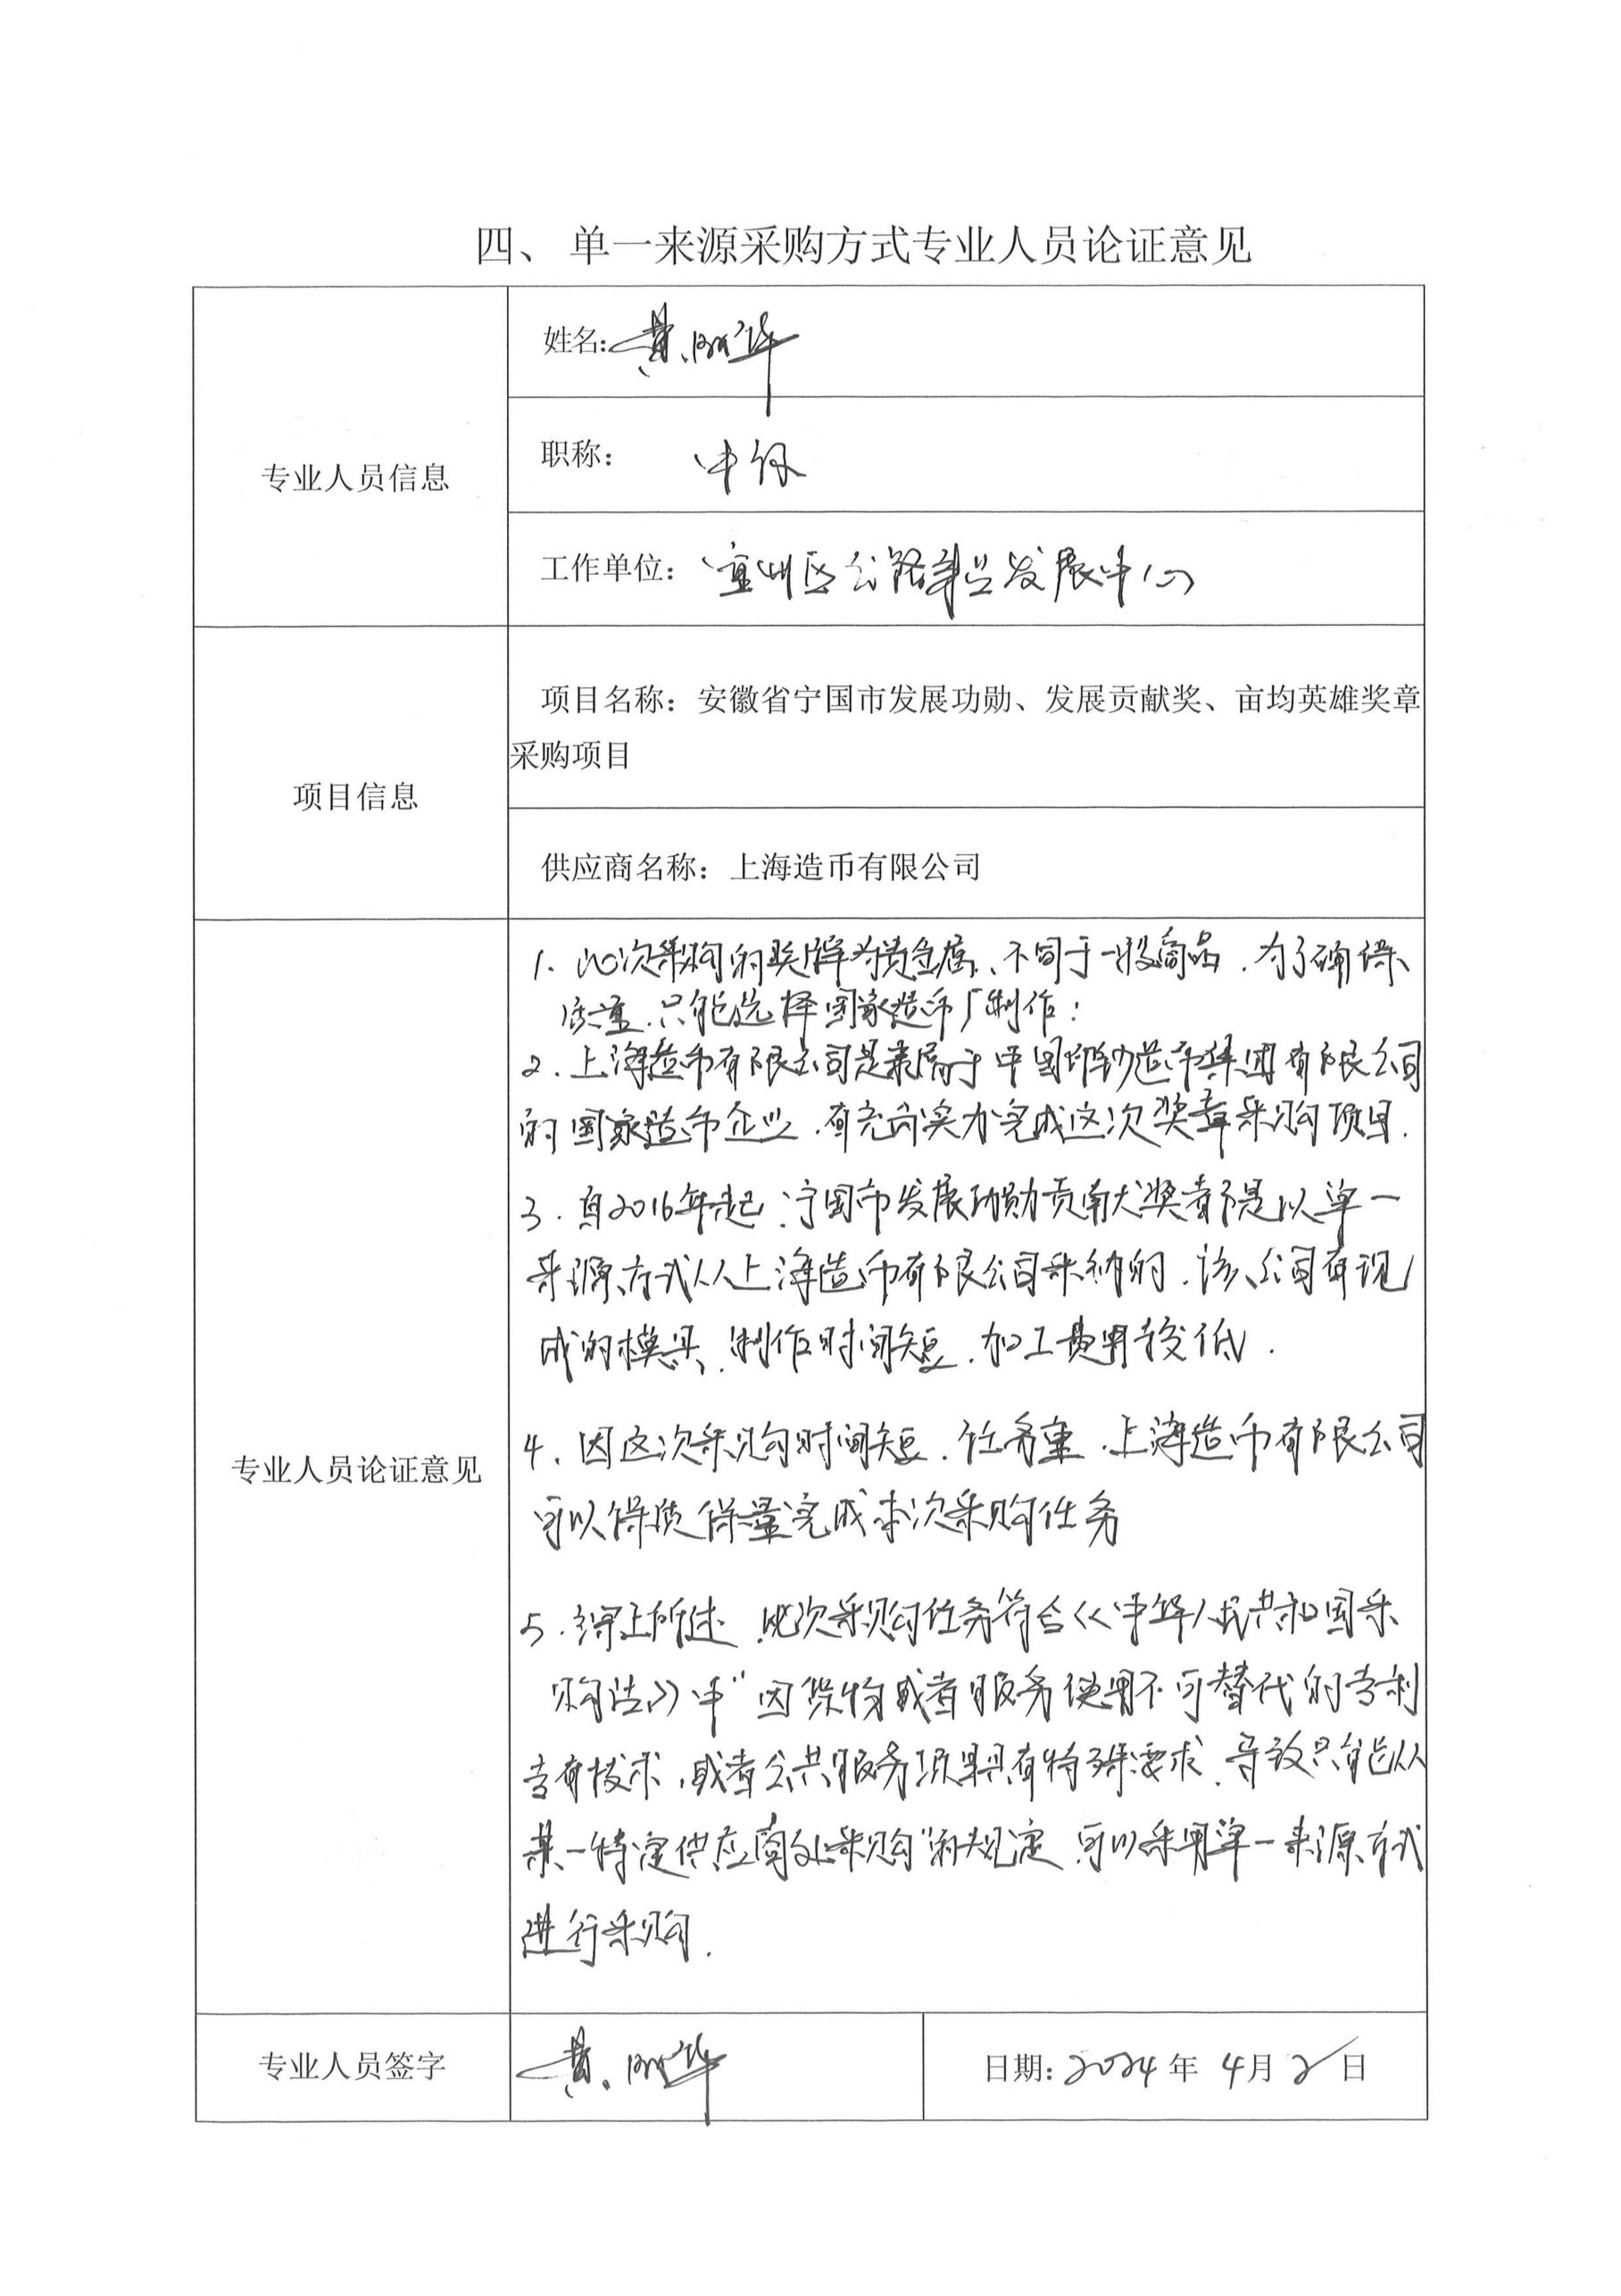 四、 单一来源采购方式专业人员论证意见
专业人员信息
姓名：黄丽华
职称： 中级
工作单位：宣州区公路事业发展中心
项目信息
项目名称：安徽省宁国市发展功勋、发展贡献奖、亩均英雄奖章
采购项目
供应商名称：上海造币有限公司
专业人员论证意见
1、此次采购的奖牌为贵金属、不同于一般商品，为了确保
质量，只能选择国家造币厂制作；
2、上海造币有限公司是隶属于中国印钞造币集团有限公司
的国家造币企业，有充尚实力完成这次奖章采购项目．
3、自2016年起，宁国市发展功勋贡献奖章都是以单一
来源方式从上海造币有限公司采纳的，该公司有现
成的模具，制作时间短，加工费用较低．
4、因这次采购时间短，任务重，上海造币有限公司
可以保质保量完成本次采购任务
5、综上所述，此次采购任务符合《中华人民共和国采
购法》中“因货物或者服务使用不可替代的专利
专有技术，或者公共服务项目具有特殊要求，导致只能从
某一特定供应商处采购”的规定，可以采用单一来源方式
进行采购．
专业人员签字
黄丽华
日期：2024年4月2日